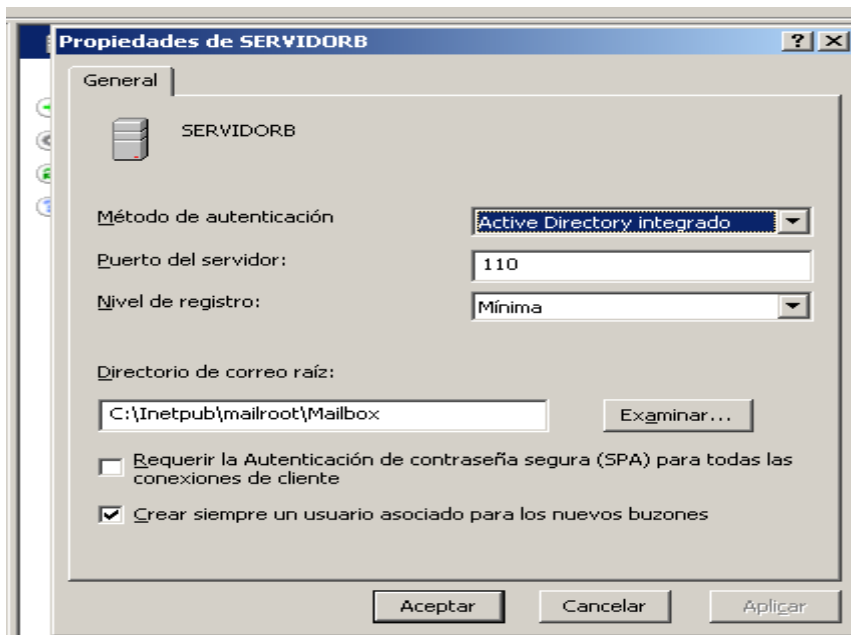 Propiedades de SERVIDORB
General
SERVIDORB
Método de autenticación
Active Directory integrado
Puerto del servidor:
110
Nivel de registro:
Mínima
Directorio de correo raíz:
C:\Inetpub\mailroot\Mailbox
Examinar...
Requerir la Autenticación de contraseña segura (SPA) para todas las
conexiones de cliente
Crear siempre un usuario asociado para los nuevos buzones
Aceptar
Cancelar
Aplicar